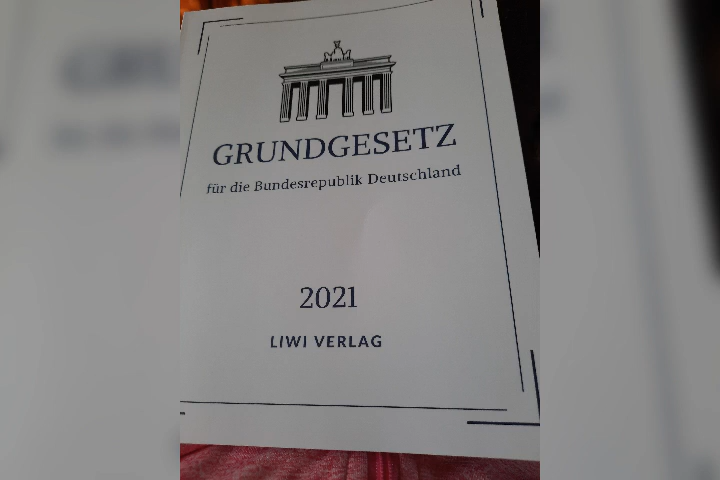 GRUNDGESETZ
für die Bundesrepublik Deutschland
2021
LIWI VERLAG